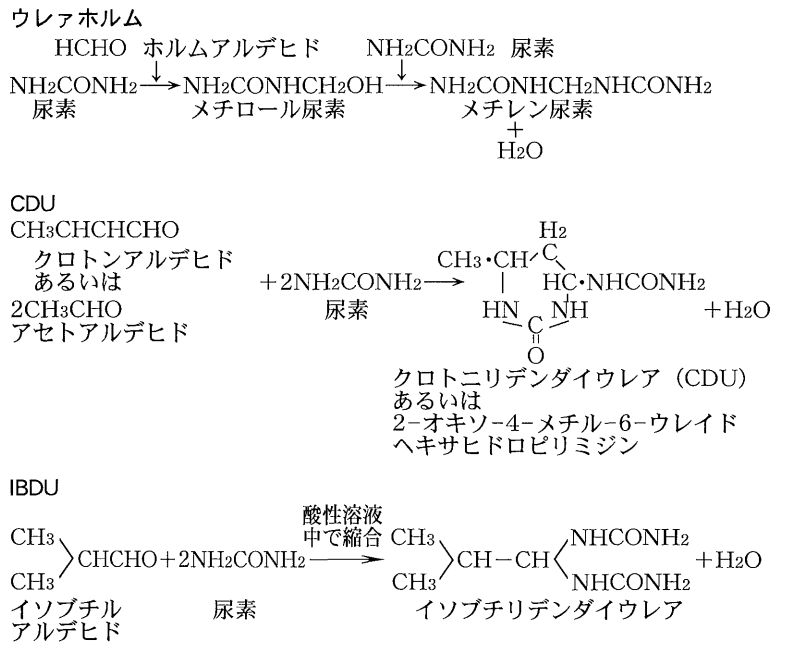 ウレァホルム
HCHO ホルムアルデヒド NH2CONH2 尿素
NH2CONH2→NH2CONHCH2OH→NH2CONHCH2NHCONH2
尿素 メチロール尿素 メチレン尿素
+
H2O
CDU
CH3CHCHCHO
クロトンアルデヒド
あるいは
2CH3CHO
アセトアルデヒド
+2NH2CONH2→
尿素
H2
C
CH3・CH
HC・NHCONH2
HN NH
C
O
+H2O
クロトニリデンダイウレア（CDU）
あるいは
2-オキソ-4-メチル-6-ウレイド
ヘキサヒドロピリミジン
IBDU
CH3
CH3
CHCHO+2NH2CONH2
イソブチル
アルデヒド
尿素
酸性溶液
中で縮合
→
CH3
CH3
CH-CH
NHCONH2
NHCONH2
+H2O
イソブチリデンダイウレア